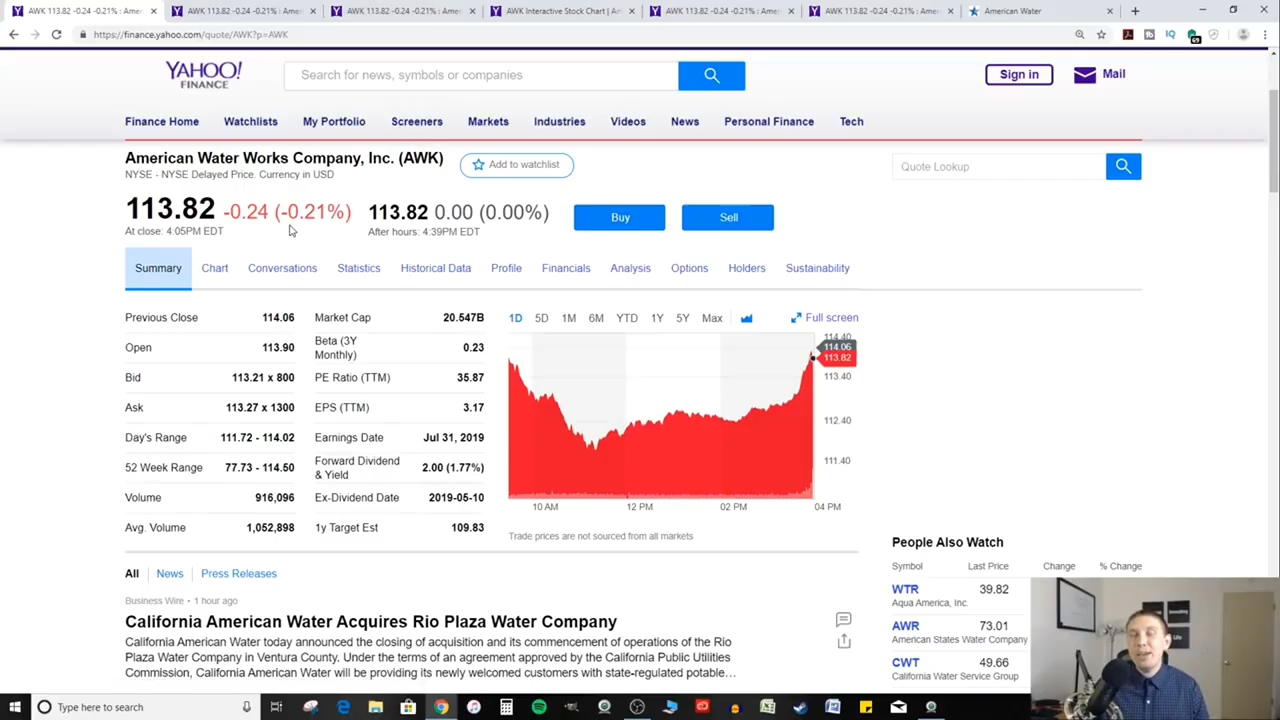 AWK 113.82 -0.24 -0.21% : Amer
AWK 113.82 -0.24 -0.21% : Amer
AWK 113.82 -0.24 -0.21% : Amer
AWK Interactive Stock Chart | Am
AWK 113.82 -0.24 -0.21% : Amer
AWK 113.82 -0.24 -0.21% : Amer
American Water
https://finance.yahoo.com/quote/AWK?p=AWK
YAHOO!
FINANCE
Search for news, symbols or companies
Sign in
Mail
Finance Home Watchlists My Portfolio Screeners Markets Industries Videos News Personal Finance Tech
American Water Works Company, Inc. (AWK)
NYSE - NYSE Delayed Price. Currency in USD
Add to watchlist
Quote Lookup
113.82 -0.24 (-0.21%)
At close: 4:05PM EDT
113.82 0.00 (0.00%)
After hours: 4:39PM EDT
Buy
Sell
Summary Chart Conversations Statistics Historical Data Profile Financials Analysis Options Holders Sustainability
Previous Close 114.06
Open 113.90
Bid 113.21 x 800
Ask 113.27 x 1300
Day's Range 111.72 - 114.02
52 Week Range 77.73 - 114.50
Volume 916,096
Avg. Volume 1,052,898
Market Cap 20.547B
Beta (3Y
Monthly) 0.23
PE Ratio (TTM) 35.87
EPS (TTM) 3.17
Earnings Date Jul 31, 2019
Forward Dividend
& Yield 2.00 (1.77%)
Ex-Dividend Date 2019-05-10
1y Target Est 109.83
1D 5D 1M 6M YTD 1Y 5Y Max
Full screen
114.40
114.06
113.82
113.40
112.40
111.40
10 AM 12 PM 02 PM 04 PM
Trade prices are not sourced from all markets
All News Press Releases
Business Wire • 1 hour ago
California American Water Acquires Rio Plaza Water Company
California American Water today announced the closing of acquisition and its commencement of operations of the Rio
Plaza Water Company in Ventura County. Under the terms of an agreement approved by the California Public Utilities
Commission, California American Water will be providing its newly welcomed customers with state-regulated potable…
People Also Watch
Symbol Last Price Change % Change
WTR 39.82
Aqua America, Inc.
AWR 73.01
American States Water Company
CWT 49.66
California Water Service Group
Type here to search